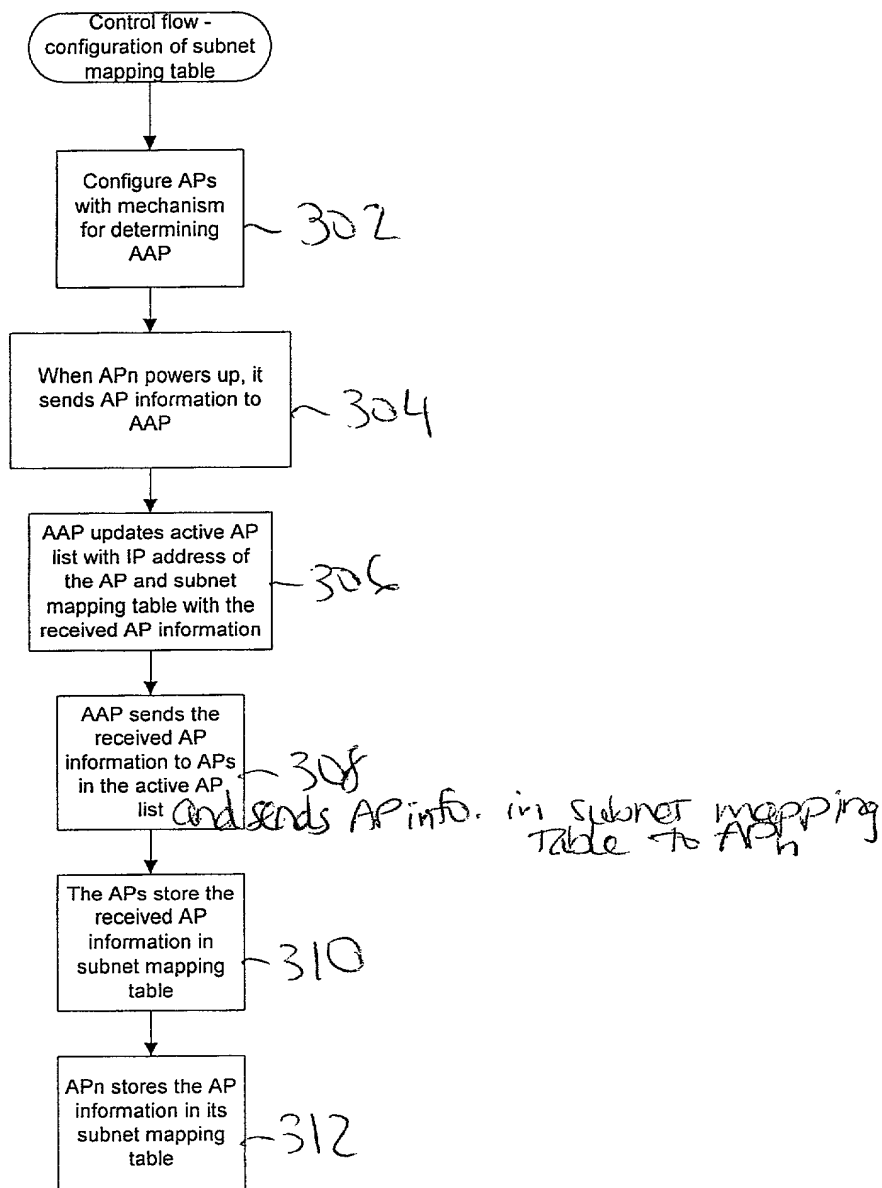 Control flow -
configuration of subnet
mapping table
Configure APs
with mechanism
for determining
AAP
302
When APn powers up, it
sends AP information to
AAP
304
AAP updates active AP
list with IP address of
the AP and subnet
mapping table with the
received AP information
306
AAP sends the
received AP
information to APs
in the active AP
list
308
and sends AP info. in subnet mapping
Table to APn
The APs store the
received AP
information in
subnet mapping
table
310
APn stores the AP
information in its
subnet mapping
table
312